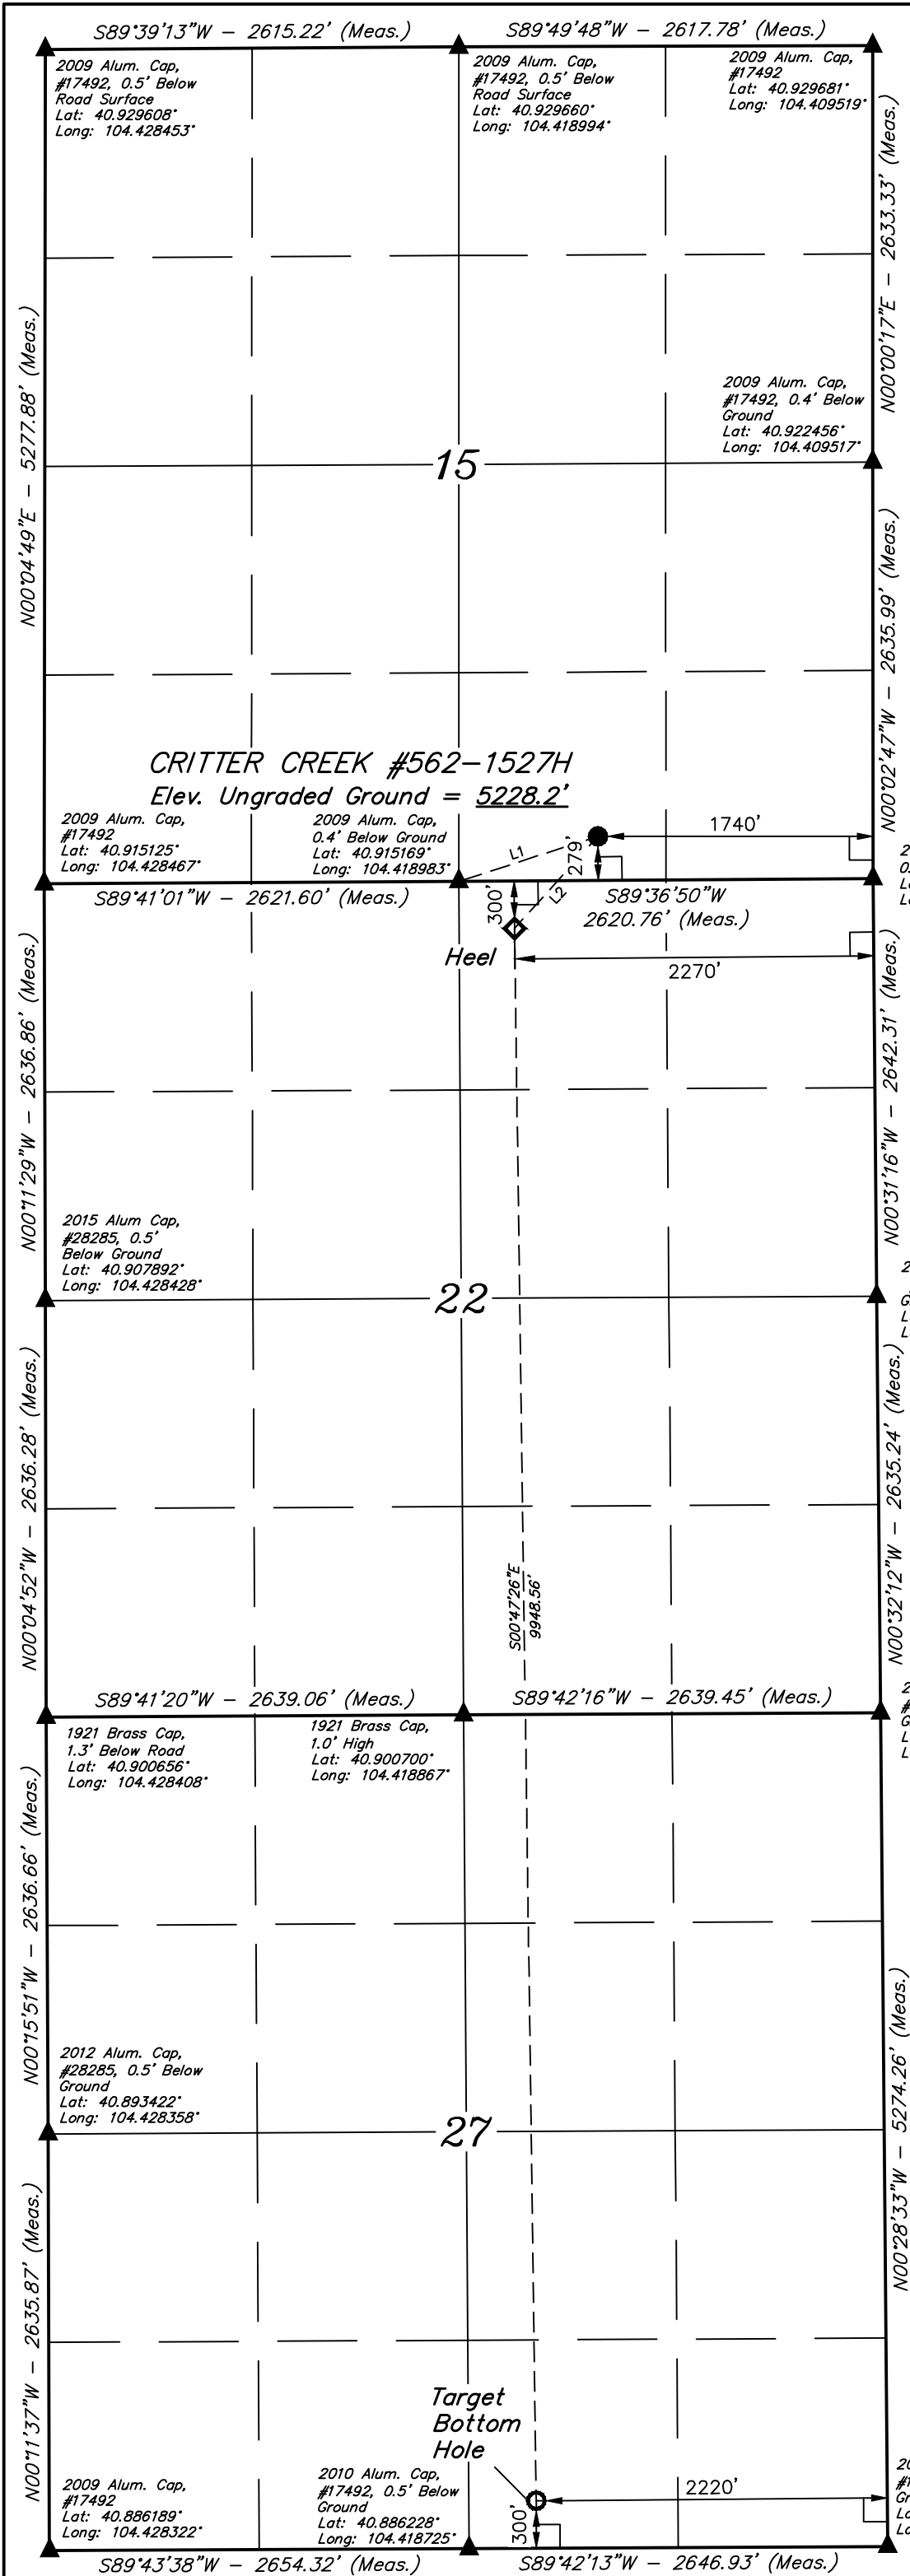 S89°39'13"W - 2615.22' (Meas.)
S89°49'48"W - 2617.78' (Meas.)
2009 Alum. Cap,
#17492, 0.5' Below
Road Surface
Lat: 40.929608°
Long: 104.428453°
2009 Alum. Cap,
#17492, 0.5' Below
Road Surface
Lat: 40.929660°
Long: 104.418994°
2009 Alum. Cap,
#17492
Lat: 40.929681°
Long: 104.409519°
N00°00'17"E - 2633.33' (Meas.)
N00°04'49"E - 5277.88' (Meas.)
2009 Alum. Cap,
#17492, 0.4' Below
Ground
Lat: 40.922456°
Long: 104.409517°
15
N00°02'47"W - 2635.99' (Meas.)
CRITTER CREEK #562-1527H
Elev. Ungraded Ground = 5228.2'
2009 Alum. Cap,
#17492
Lat: 40.915125°
Long: 104.428467°
2009 Alum. Cap,
0.4' Below Ground
Lat: 40.915169°
Long: 104.418983°
L1
279'
1740'
S89°41'01"W - 2621.60' (Meas.)
300'
L2
S89°36'50"W
2620.76' (Meas.)
Heel
2270'
N00°11'29"W - 2636.86' (Meas.)
N00°31'16"W - 2642.31' (Meas.)
2015 Alum Cap,
#28285, 0.5'
Below Ground
Lat: 40.907892°
Long: 104.428428°
22
N00°04'52"W - 2636.28' (Meas.)
N00°32'12"W - 2635.24' (Meas.)
S00°47'26"E
9948.56'
S89°41'20"W - 2639.06' (Meas.)
S89°42'16"W - 2639.45' (Meas.)
1921 Brass Cap,
1.3' Below Road
Lat: 40.900656°
Long: 104.428408°
1921 Brass Cap,
1.0' High
Lat: 40.900700°
Long: 104.418867°
N00°15'51"W - 2636.66' (Meas.)
N00°28'33"W - 5274.26' (Meas.)
2012 Alum. Cap,
#28285, 0.5' Below
Ground
Lat: 40.893422°
Long: 104.428358°
27
N00°11'37"W - 2635.87' (Meas.)
Target
Bottom
Hole
2009 Alum. Cap,
#17492
Lat: 40.886189°
Long: 104.428322°
2010 Alum. Cap,
#17492, 0.5' Below
Ground
Lat: 40.886228°
Long: 104.418725°
300'
2220'
S89°43'38"W - 2654.32' (Meas.)
S89°42'13"W - 2646.93' (Meas.)